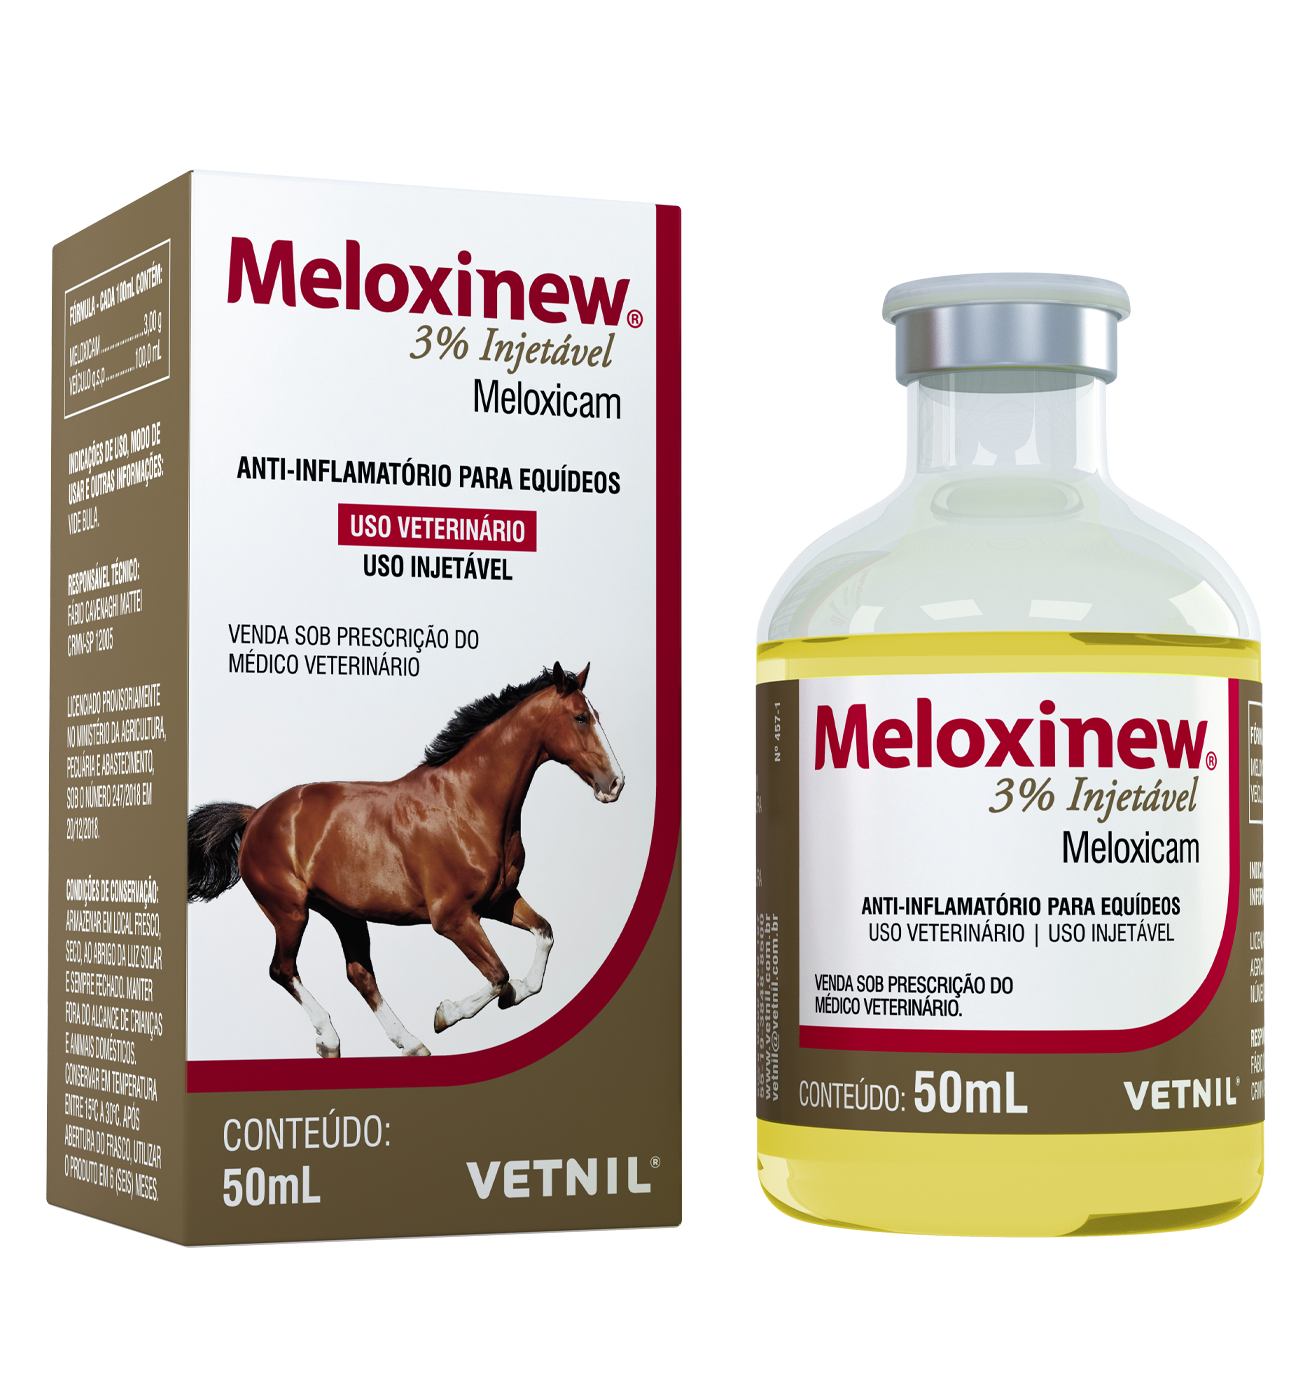 FÓRMULA - CADA 100mL CONTÉM:
MELOXICAM....................3,00 g
VEÍCULO q.s.p...............100,0 mL
INDICAÇÕES DE USO, MODO DE
USAR E OUTRAS INFORMAÇÕES:
VIDE BULA.
RESPONSÁVEL TÉCNICO:
FÁBIO CAVENAGHI MATTEI
CRMV-SP 12005
LICENCIADO PROVISORIAMENTE
NO MINISTÉRIO DA AGRICULTURA,
PECUÁRIA E ABASTECIMENTO,
SOB O NÚMERO 247/2018 EM
20/12/2018.
CONDIÇÕES DE CONSERVAÇÃO:
ARMAZENAR EM LOCAL FRESCO,
SECO, AO ABRIGO DA LUZ SOLAR
E SEMPRE FECHADO. MANTER
FORA DO ALCANCE DE CRIANÇAS
E ANIMAIS DOMÉSTICOS.
CONSERVAR EM TEMPERATURA
ENTRE 15ºC A 30ºC. APÓS
ABERTURA DO FRASCO, UTILIZAR
O PRODUTO EM 6 (SEIS) MESES.
Meloxinew®
3% Injetável
Meloxicam
ANTI-INFLAMATÓRIO PARA EQUÍDEOS
USO VETERINÁRIO
USO INJETÁVEL
VENDA SOB PRESCRIÇÃO DO
MÉDICO VETERINÁRIO
CONTEÚDO:
50mL
VETNIL®
Nº 457-1
www.vetnil.com.br
vetnil@vetnil.com.br
Meloxinew®
3% Injetável
Meloxicam
ANTI-INFLAMATÓRIO PARA EQUÍDEOS
USO VETERINÁRIO | USO INJETÁVEL
VENDA SOB PRESCRIÇÃO DO
MÉDICO VETERINÁRIO.
CONTEÚDO: 50mL
VETNIL®